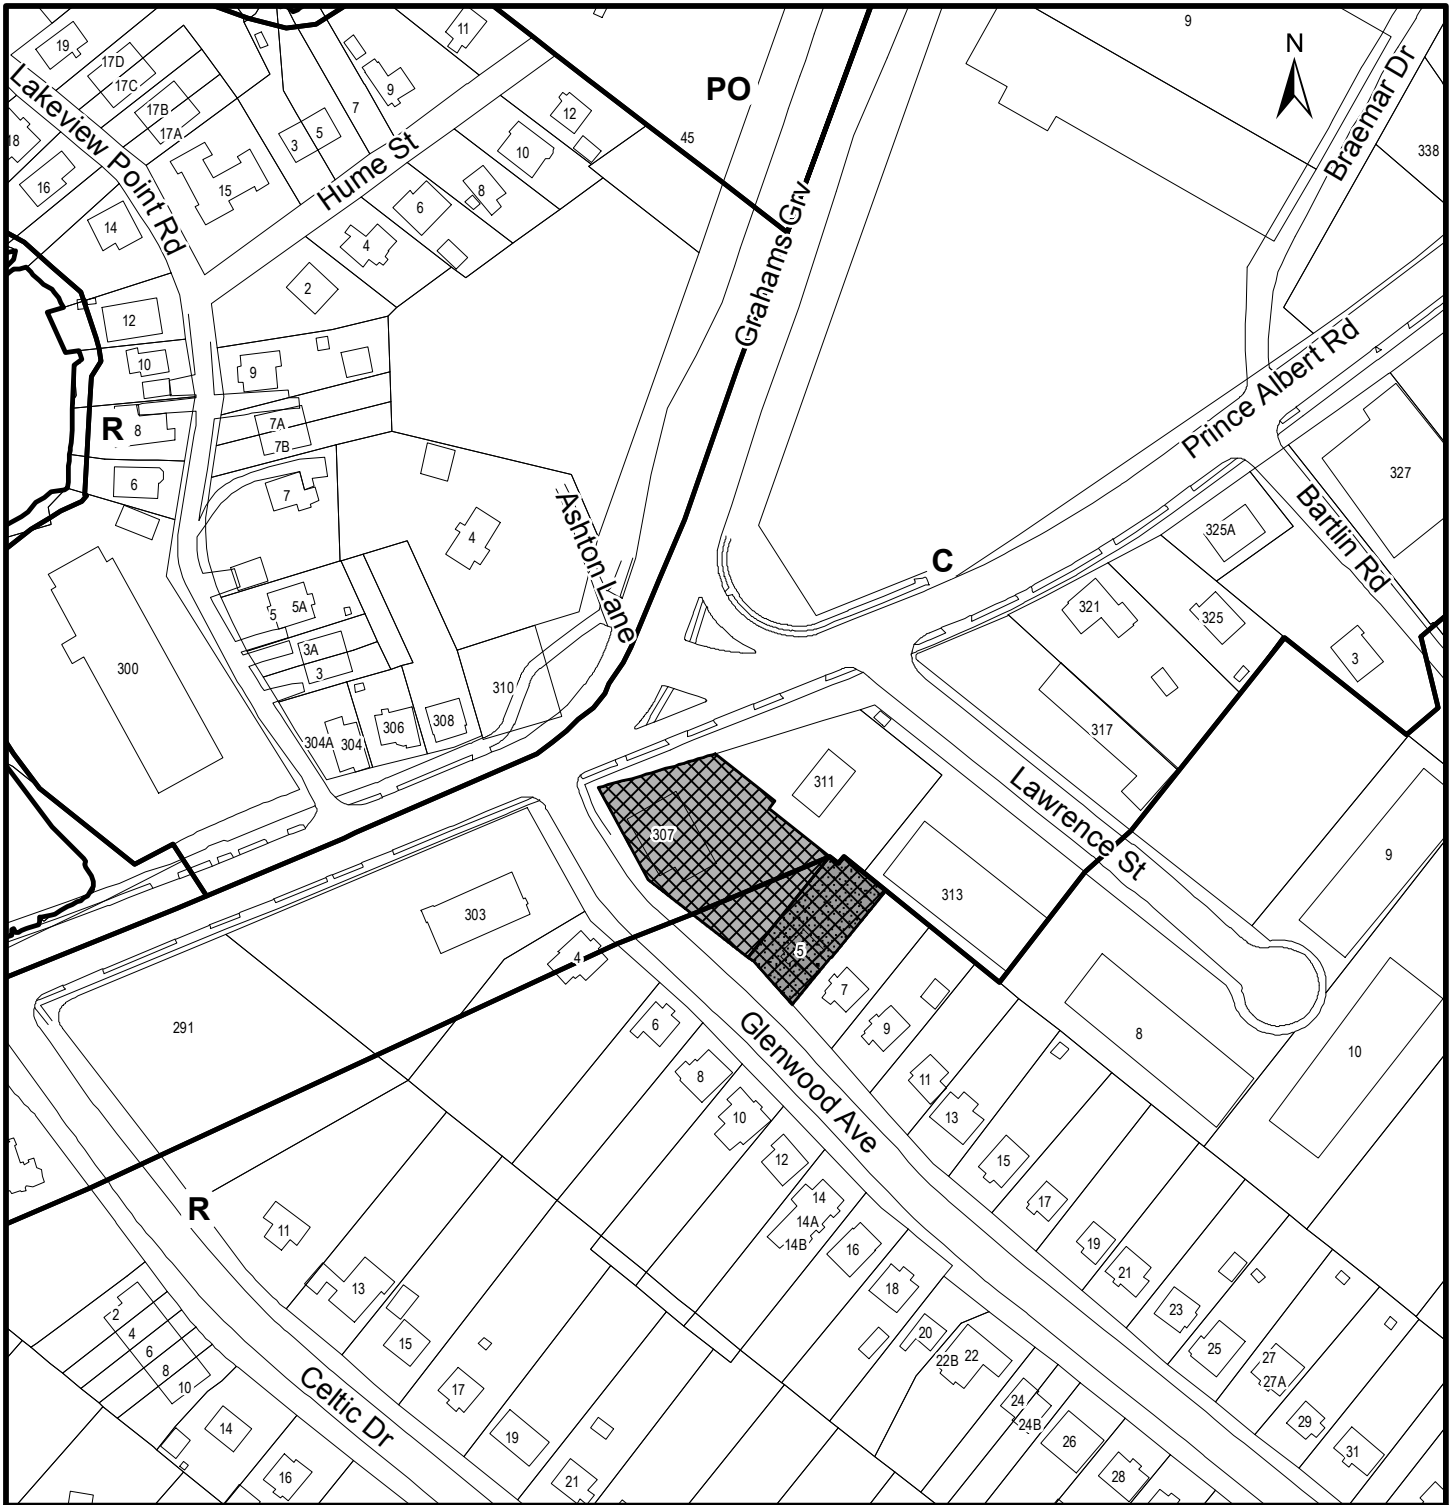 19
17D
17C
17B
17A
Lakeview Point Rd
18
16
14
15
3
5
7
9
11
Hume St
12
10
8
6
4
2
PO
45
Grahams Grv
9
N
Braemar Dr
338
12
10
R
8
6
9
7A
7B
7
4
Ashton Lane
5
5A
3A
3
300
304A
304
306
308
310
C
Prince Albert Rd
327
Bartlin Rd
325A
321
325
3
317
311
307
Lawrence St
313
9
303
4
5
7
9
291
6
Glenwood Ave
8
10
8
11
13
10
12
15
14
14A
14B
17
R
11
16
19
21
13
18
23
2
4
6
8
10
15
20
22
22B
25
27
27A
17
24
24B
29
Celtic Dr
14
19
26
31
16
21
28